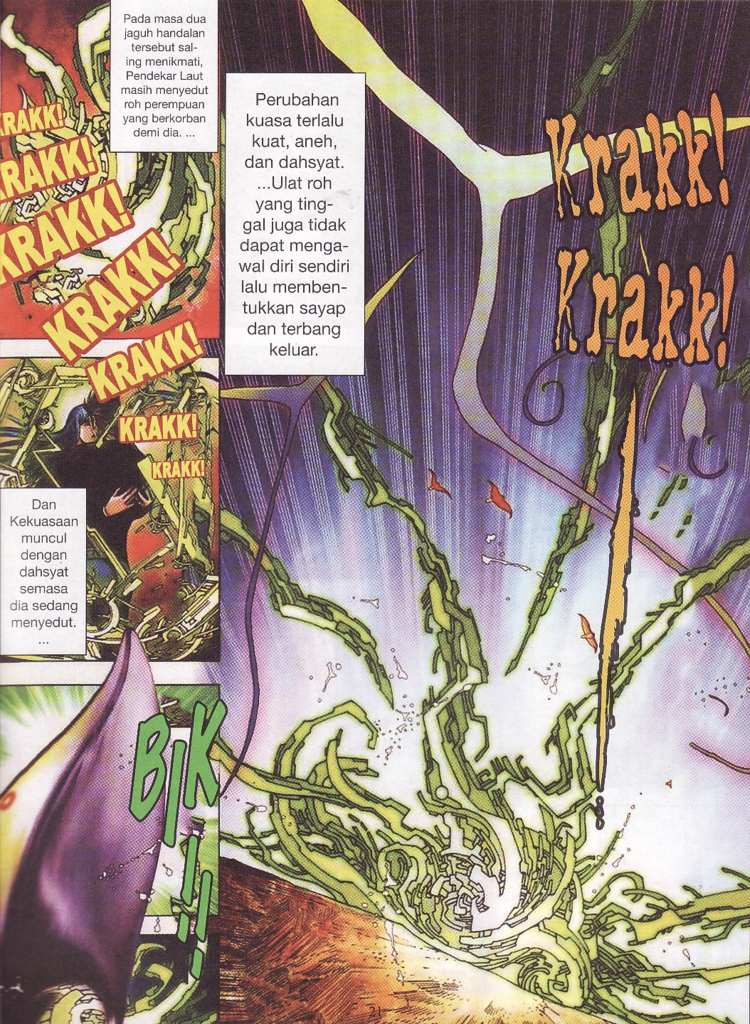 Pada masa dua
jaguh handalan
tersebut sal-
ing menikmati,
Pendekar Laut
masih menyedut
roh perempuan
yang berkorban
demi dia. ...
KRAKK!
KRAKK!
KRAKK!
KRAKK!
KRAKK!
KRAKK!
KRAKK!
Perubahan
kuasa terlalu
kuat, aneh,
dan dahsyat.
...Ulat roh
yang ting-
gal juga tidak
dapat menga-
wal diri sendiri
lalu memben-
tukkan sayap
dan terbang
keluar.
Krakk!
Krakk!
Dan
Kekuasaan
muncul
dengan
dahsyat
semasa
dia sedang
menyedut.
...
BIK
!!!
21